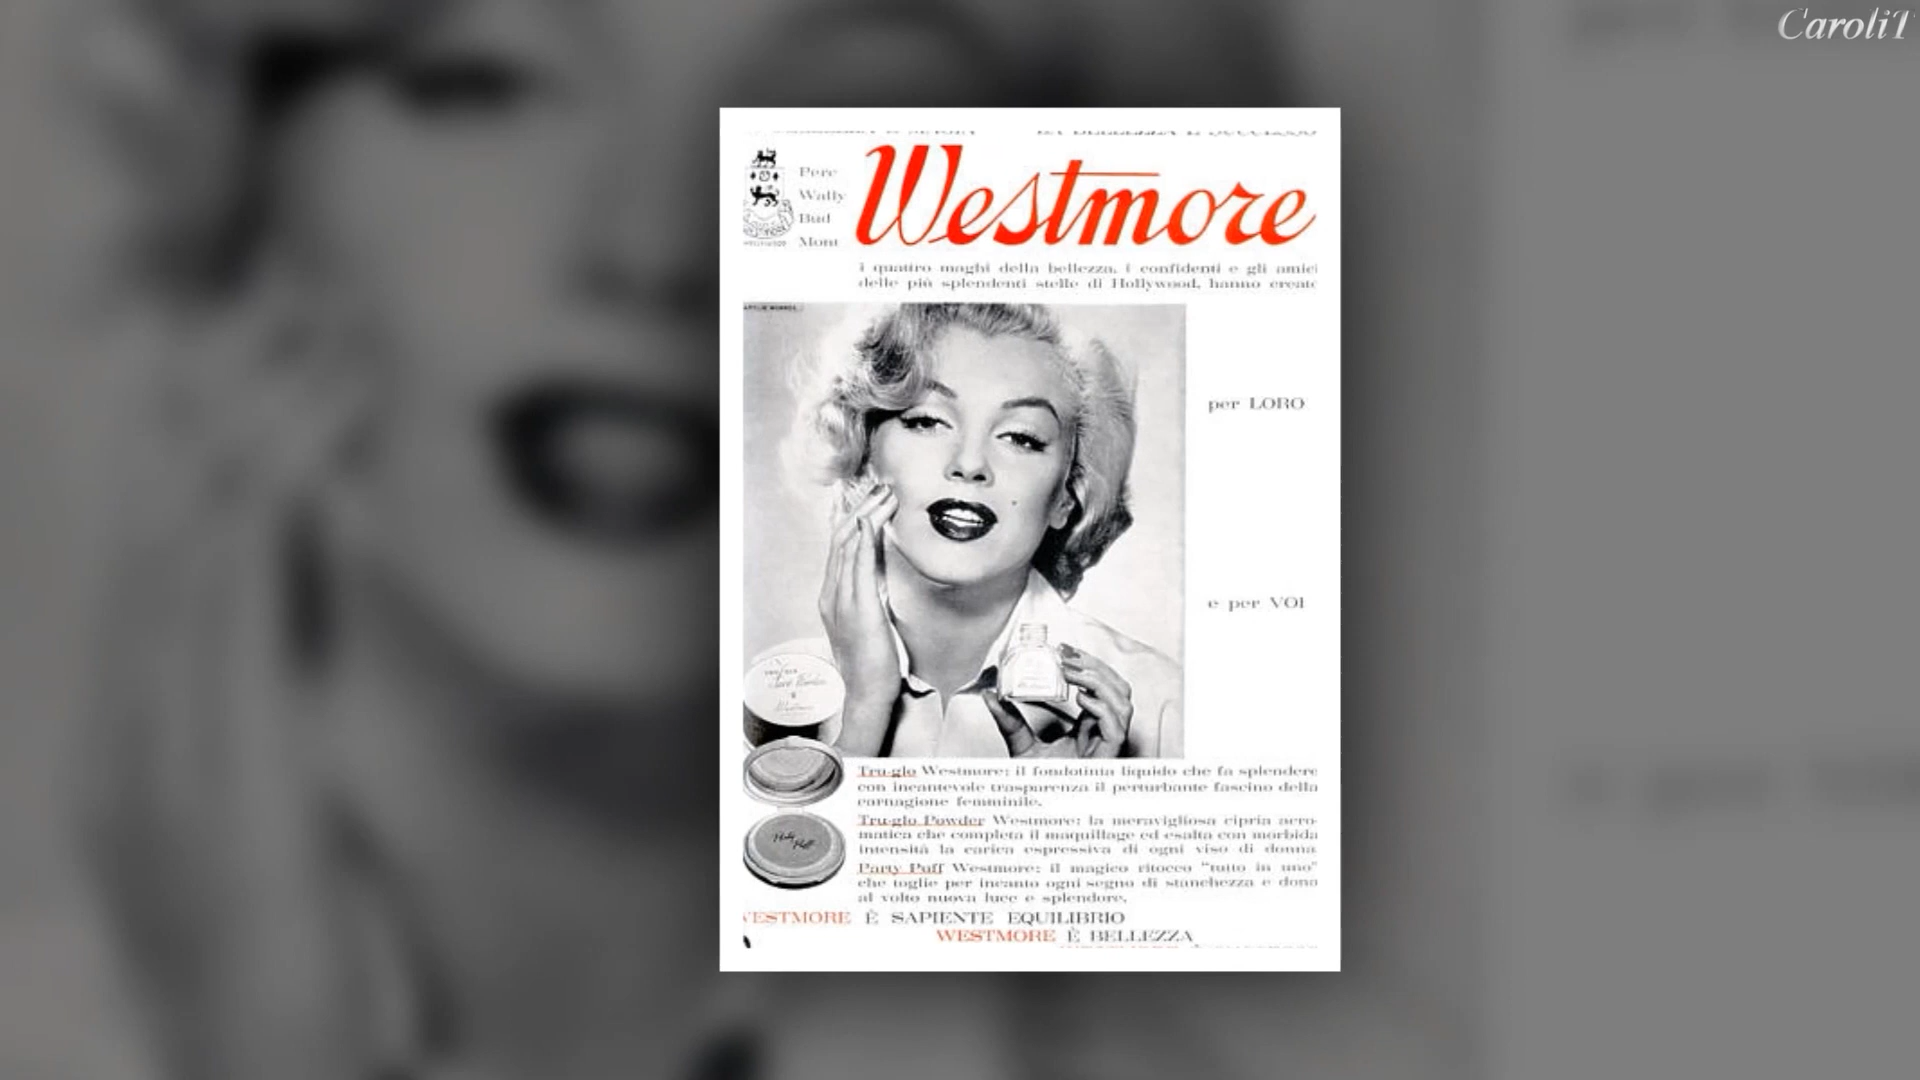 CaroliT
È BELLEZZA E SUCCESSO
Perc
Wally
Bud
Mont
Westmore
i quattro maghi della bellezza, i confidenti e gli amici
delle più splendenti stelle di Hollywood, hanno creato
per LORO
e per VOI
Tru-glo Westmore: il fondotinta liquido che fa splendere
con incantevole trasparenza il perturbante fascino della
carnagione femminile.
Tru-glo Powder Westmore: la meravigliosa cipria acro-
matica che completa il maquillage ed esalta con morbida
intensità la carica espressiva di ogni viso di donna
Party Puff Westmore: il magico ritocco "tutto in uno"
che toglie per incanto ogni segno di stanchezza e dona
al volto nuova luce e splendore.
WESTMORE È SAPIENTE EQUILIBRIO
WESTMORE È BELLEZZA